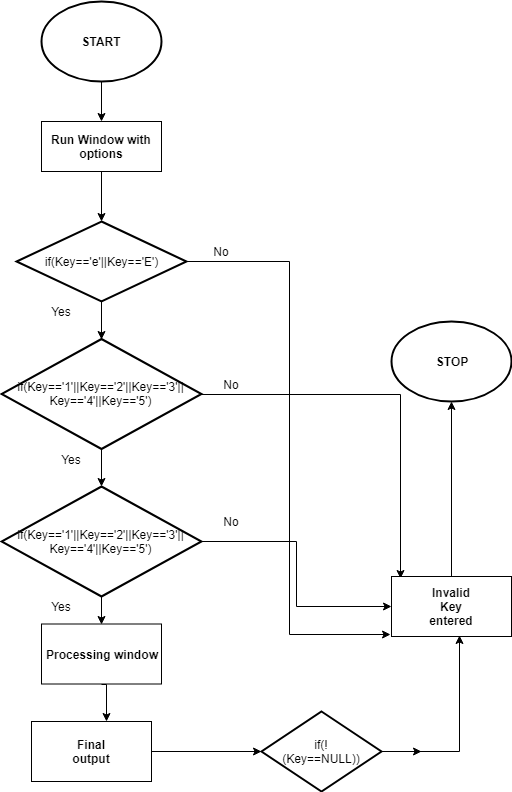 START
Run Window with
options
if(Key=='e'||Key=='E')
No
Yes
if(Key=='1'||Key=='2'||Key=='3'||
Key=='4'||Key=='5')
No
STOP
Yes
if(Key=='1'||Key=='2'||Key=='3'||
Key=='4'||Key=='5')
No
Invalid
Key
entered
Yes
Processing window
Final
output
if(!
(Key==NULL))